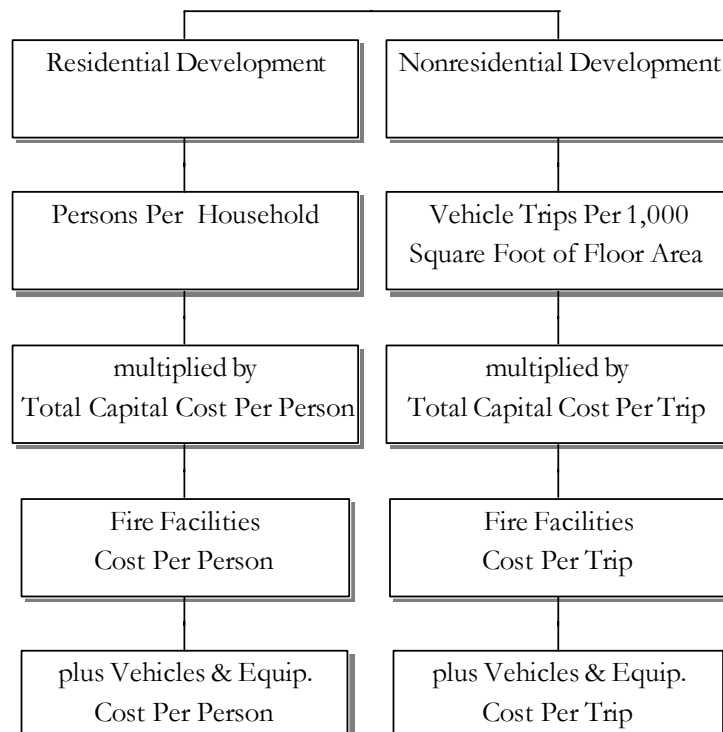 Residential Development
Nonresidential Development
Persons Per Household
Vehicle Trips Per 1,000
Square Foot of Floor Area
multiplied by
Total Capital Cost Per Person
multiplied by
Total Capital Cost Per Trip
Fire Facilities
Cost Per Person
Fire Facilities
Cost Per Trip
plus Vehicles & Equip.
Cost Per Person
plus Vehicles & Equip.
Cost Per Trip